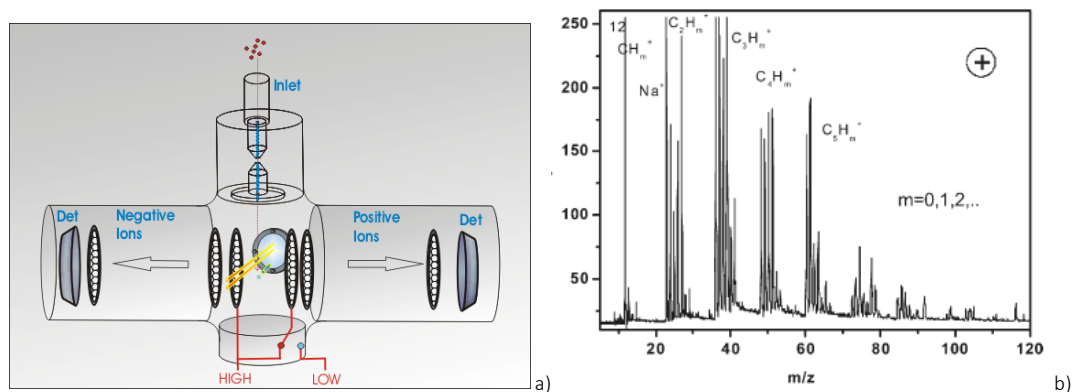 Inlet
Det
Negative
Ions
Positive
Ions
Det
HIGH
LOW
a)
250
200
150
100
50
12
CHₘ⁺
Na⁺
C₂Hₘ⁺
C₃Hₘ⁺
C₄Hₘ⁺
C₅Hₘ⁺
+
m=0,1,2,..
20
40
60
80
100
120
m/z
b)